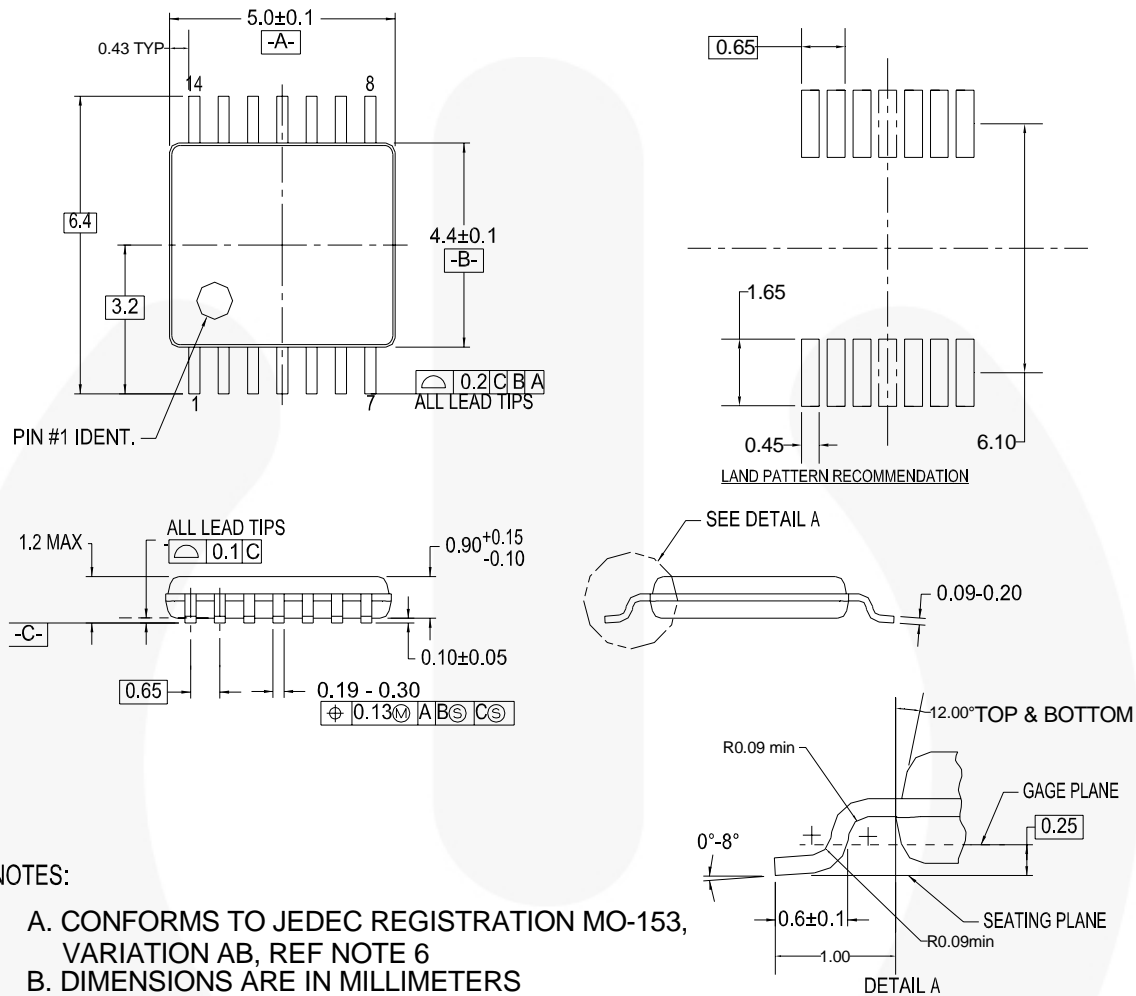 5.0±0.1
-A-
0.43 TYP
14
8
6.4
3.2
4.4±0.1
-B-
1
7
⌓ 0.2 C B A
ALL LEAD TIPS
PIN #1 IDENT.
0.65
1.65
0.45
6.10
LAND PATTERN RECOMMENDATION
ALL LEAD TIPS
⌓ 0.1 C
1.2 MAX
0.90 +0.15 -0.10
-C-
0.10±0.05
0.65
0.19 - 0.30
⌖ 0.13Ⓜ A BⓈ CⓈ
SEE DETAIL A
0.09-0.20
12.00° TOP & BOTTOM
R0.09 min
GAGE PLANE
0.25
0°-8°
0.6±0.1
SEATING PLANE
R0.09min
1.00
DETAIL A
NOTES:
A. CONFORMS TO JEDEC REGISTRATION MO-153,
VARIATION AB, REF NOTE 6
B. DIMENSIONS ARE IN MILLIMETERS